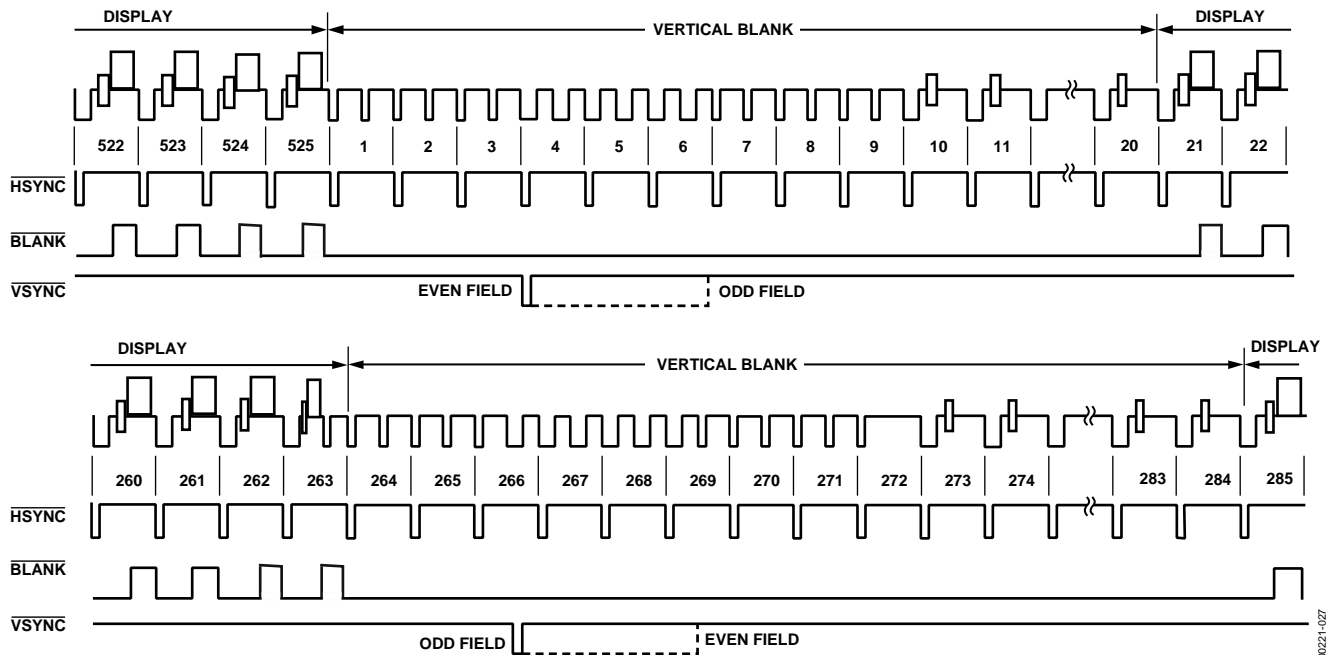 DISPLAY VERTICAL BLANK DISPLAY
522 523 524 525 1 2 3 4 5 6 7 8 9 10 11 20 21 22
HSYNC
BLANK
VSYNC EVEN FIELD ODD FIELD
DISPLAY VERTICAL BLANK DISPLAY
260 261 262 263 264 265 266 267 268 269 270 271 272 273 274 283 284 285
HSYNC
BLANK
VSYNC ODD FIELD EVEN FIELD
00221-027